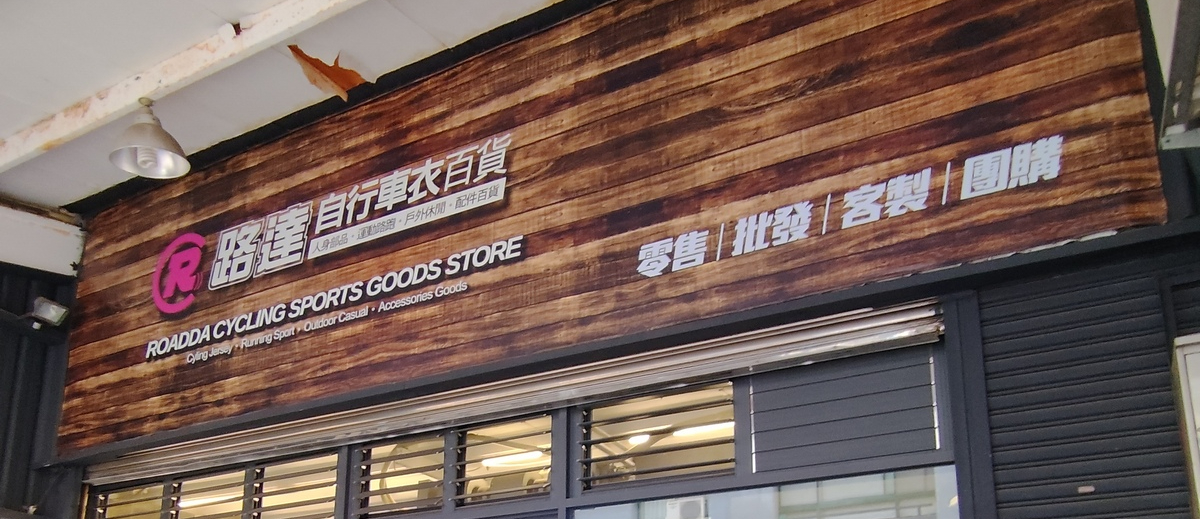 R 路達 自行車衣百貨
人身部品・運動路跑・戶外休閒・配件百貨
ROADDA CYCLING SPORTS GOODS STORE
Cyling Jersey・Running Sport・Outdoor Casual・Accessories Goods
零售｜批發｜客製｜團購